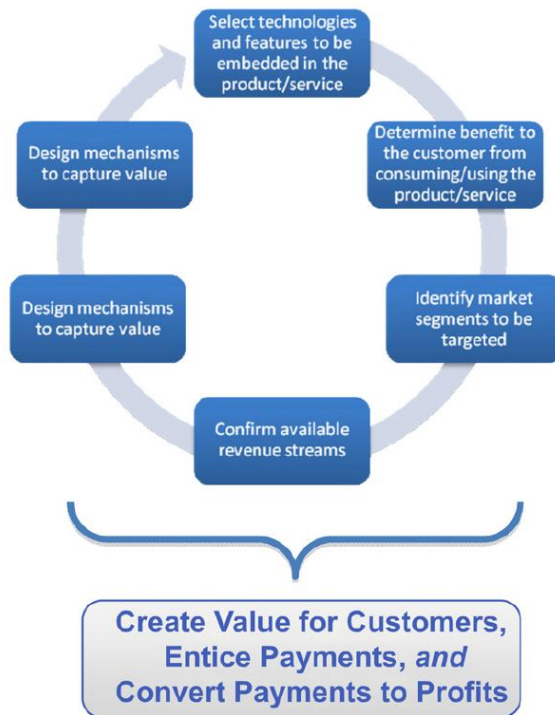 Select technologies
and features to be
embedded in the
product/service
Determine benefit to
the customer from
consuming/using the
product/service
Identify market
segments to be
targeted
Confirm available
revenue streams
Design mechanisms
to capture value
Design mechanisms
to capture value
Create Value for Customers,
Entice Payments, and
Convert Payments to Profits